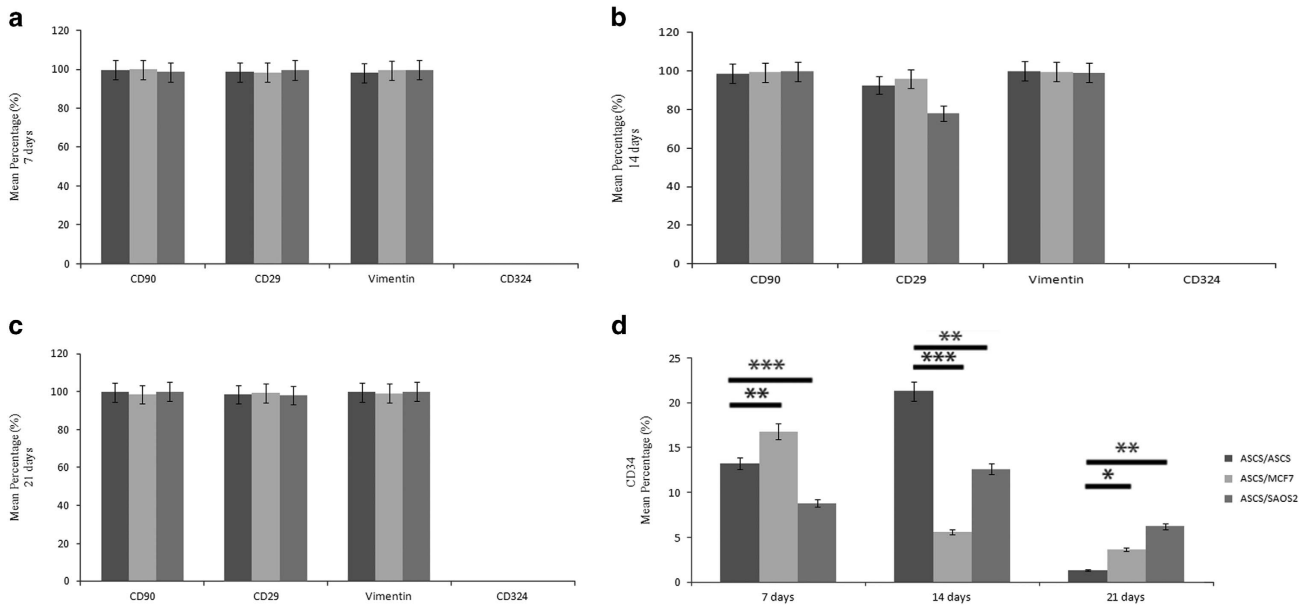 a
Mean Percentage (%)
7 days
120
100
80
60
40
20
0
CD90 CD29 Vimentin CD324
b
Mean Percentage (%)
14 days
120
100
80
60
40
20
0
CD90 CD29 Vimentin CD324
c
Mean Percentage (%)
21 days
120
100
80
60
40
20
0
CD90 CD29 Vimentin CD324
d
CD34
Mean Percentage (%)
25
20
15
10
5
0
***
**
**
***
**
*
7 days 14 days 21 days
ASCS/ASCS
ASCS/MCF7
ASCS/SAOS2